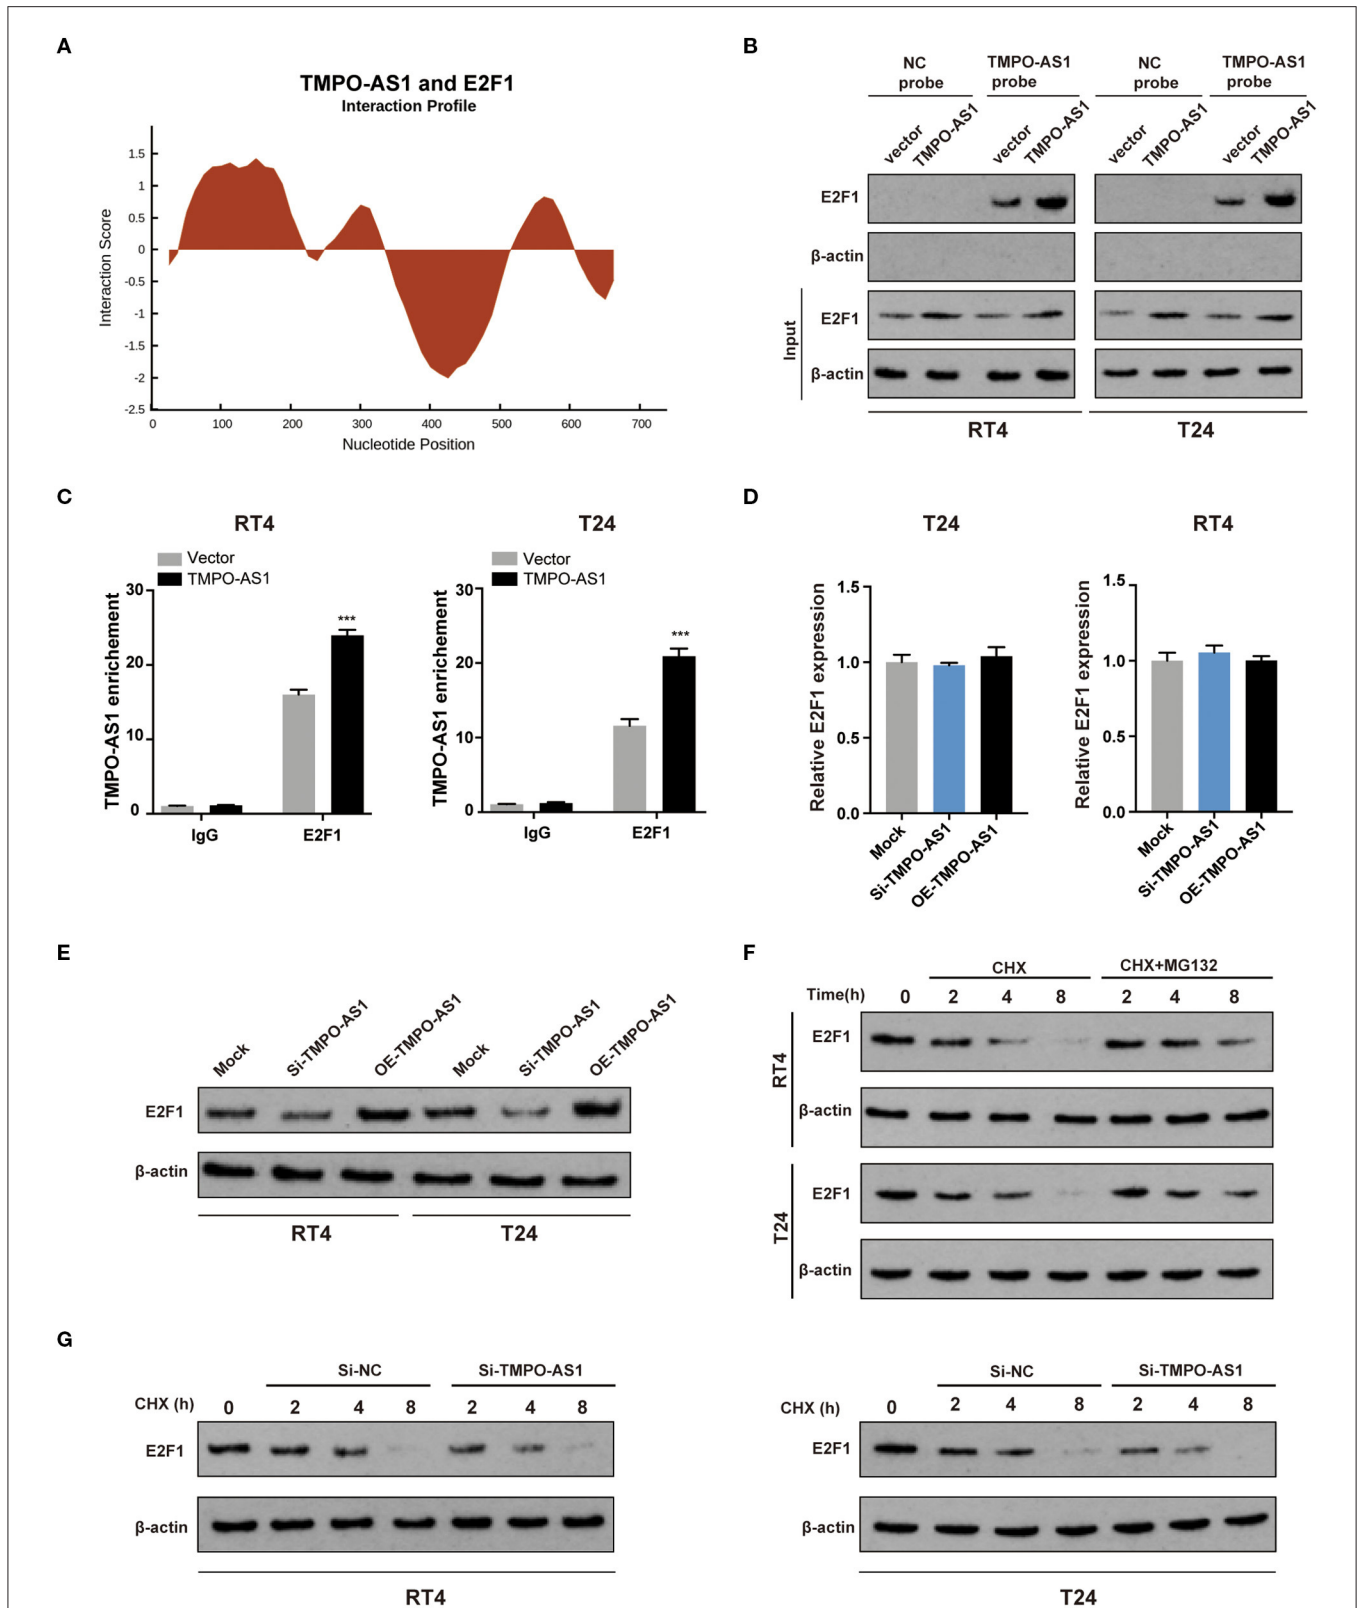 A
TMPO-AS1 and E2F1
Interaction Profile
Interaction Score
1.5
1
0.5
0
-0.5
-1
-1.5
-2
-2.5
0 100 200 300 400 500 600 700
Nucleotide Position
B
NC probe TMPO-AS1 probe NC probe TMPO-AS1 probe
vector TMPO-AS1 vector TMPO-AS1 vector TMPO-AS1 vector TMPO-AS1
E2F1
β-actin
Input
E2F1
β-actin
RT4 T24
C
RT4
Vector
TMPO-AS1
TMPO-AS1 enrichement
30
20
10
0
***
IgG E2F1
T24
Vector
TMPO-AS1
TMPO-AS1 enrichement
30
20
10
0
***
IgG E2F1
D
T24
Relative E2F1 expression
1.5
1.0
0.5
0.0
Mock Si-TMPO-AS1 OE-TMPO-AS1
RT4
Relative E2F1 expression
1.5
1.0
0.5
0.0
Mock Si-TMPO-AS1 OE-TMPO-AS1
E
Mock Si-TMPO-AS1 OE-TMPO-AS1 Mock Si-TMPO-AS1 OE-TMPO-AS1
E2F1
β-actin
RT4 T24
F
CHX CHX+MG132
Time(h) 0 2 4 8 2 4 8
RT4
E2F1
β-actin
T24
E2F1
β-actin
G
Si-NC Si-TMPO-AS1
CHX (h) 0 2 4 8 2 4 8
E2F1
β-actin
RT4
Si-NC Si-TMPO-AS1
CHX (h) 0 2 4 8 2 4 8
E2F1
β-actin
T24